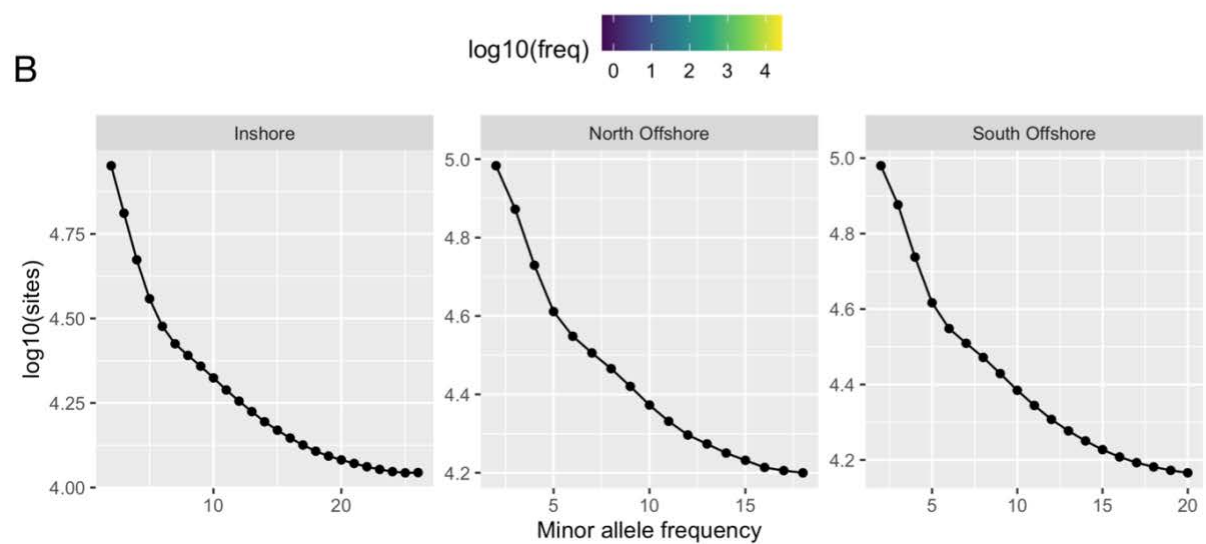 log10(freq)
0 1 2 3 4
B
Inshore North Offshore South Offshore
log10(sites)
4.75
4.50
4.25
4.00
10 20
5.0
4.8
4.6
4.4
4.2
5 10 15
5.0
4.8
4.6
4.4
4.2
5 10 15 20
Minor allele frequency